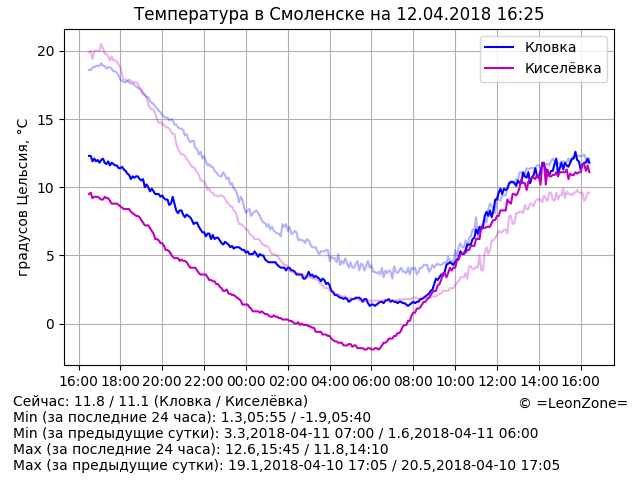 Температура в Смоленске на 12.04.2018 16:25
Кловка
Киселёвка
градусов Цельсия, °C
20
15
10
5
0
16:00 18:00 20:00 22:00 00:00 02:00 04:00 06:00 08:00 10:00 12:00 14:00 16:00
Сейчас: 11.8 / 11.1 (Кловка / Киселёвка)
© =LeonZone=
Min (за последние 24 часа): 1.3,05:55 / -1.9,05:40
Min (за предыдущие сутки): 3.3,2018-04-11 07:00 / 1.6,2018-04-11 06:00
Max (за последние 24 часа): 12.6,15:45 / 11.8,14:10
Max (за предыдущие сутки): 19.1,2018-04-10 17:05 / 20.5,2018-04-10 17:05